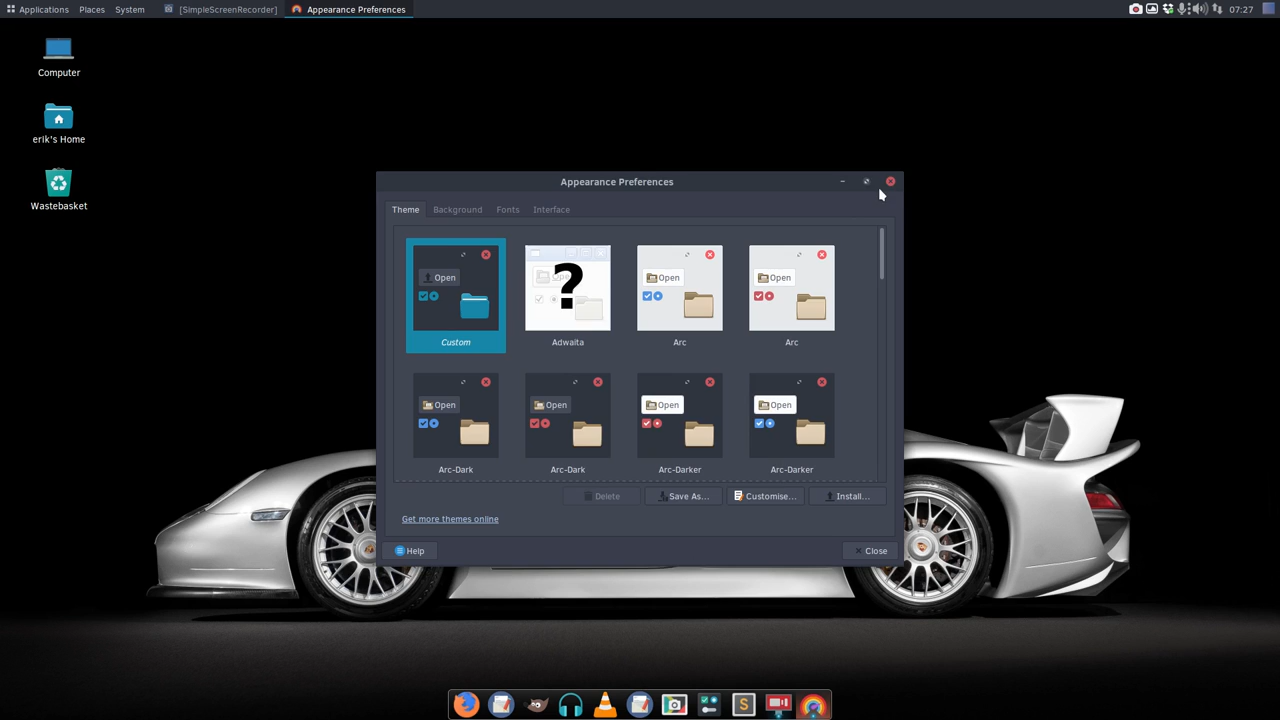 Applications Places System [SimpleScreenRecorder] Appearance Preferences 07:27
Computer
erik's Home
Wastebasket
Appearance Preferences
Theme Background Fonts Interface
Open Open Open
Custom Adwaita Arc Arc
Open Open Open Open
Arc-Dark Arc-Dark Arc-Darker Arc-Darker
Delete Save As... Customise... Install...
Get more themes online
Help Close